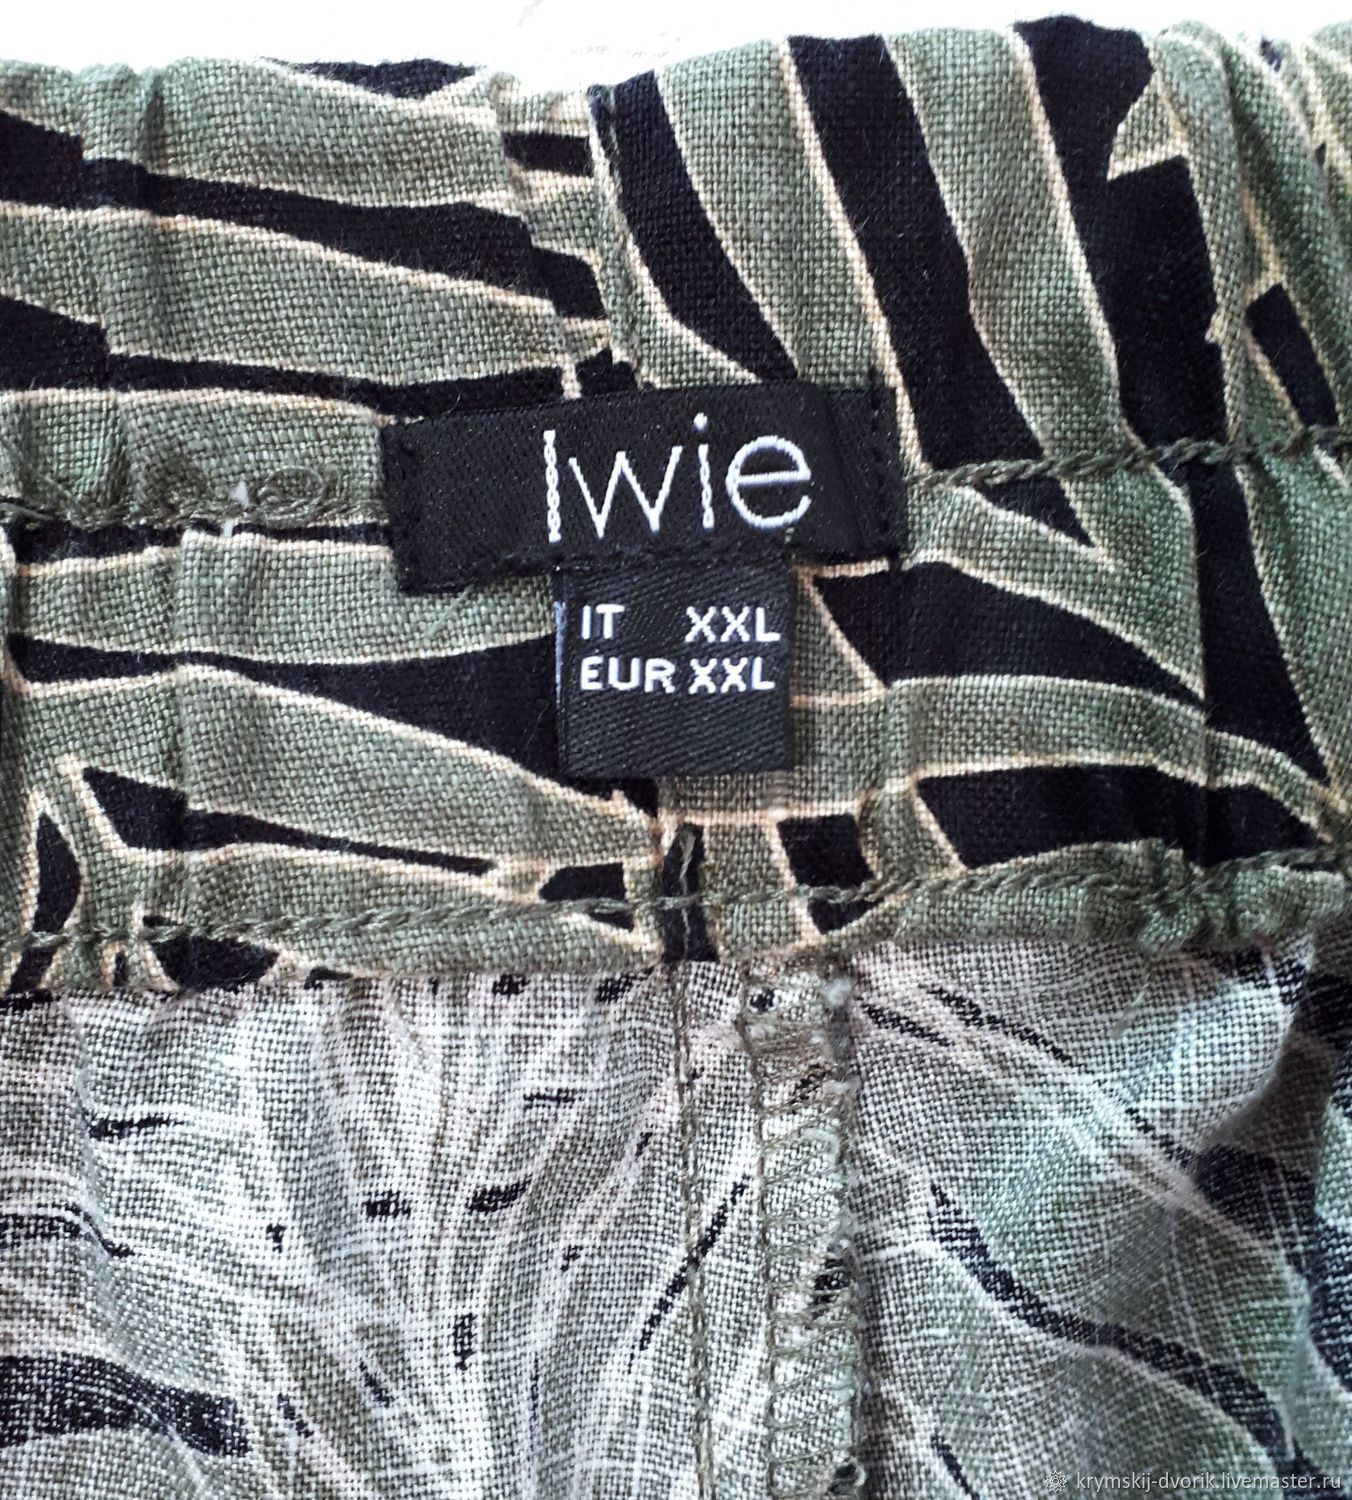 Iwie
IT XXL
EUR XXL
krymskij-dvorik.livemaster.ru